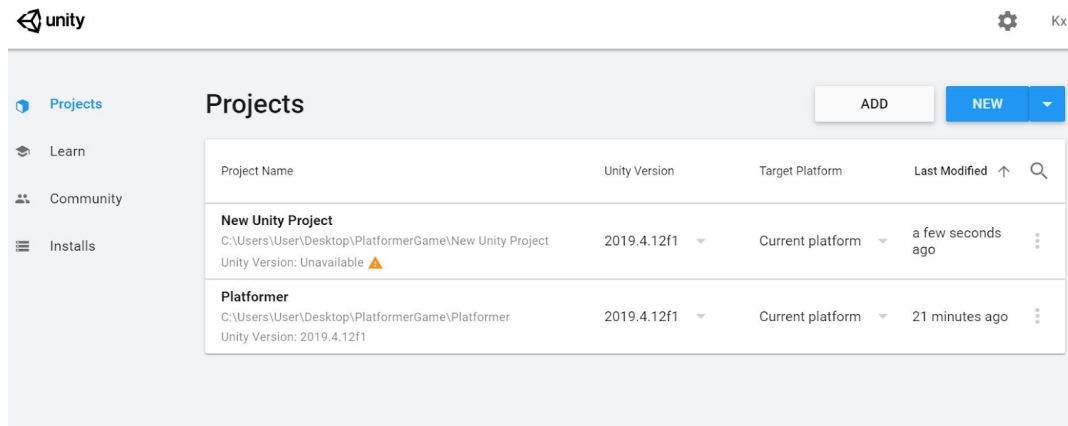 unity
Kx
Projects
Learn
Community
Installs
Projects
ADD
NEW
Project Name
Unity Version
Target Platform
Last Modified
New Unity Project
C:\Users\User\Desktop\PlatformerGame\New Unity Project
Unity Version: Unavailable
2019.4.12f1
Current platform
a few seconds
ago
Platformer
C:\Users\User\Desktop\PlatformerGame\Platformer
Unity Version: 2019.4.12f1
2019.4.12f1
Current platform
21 minutes ago